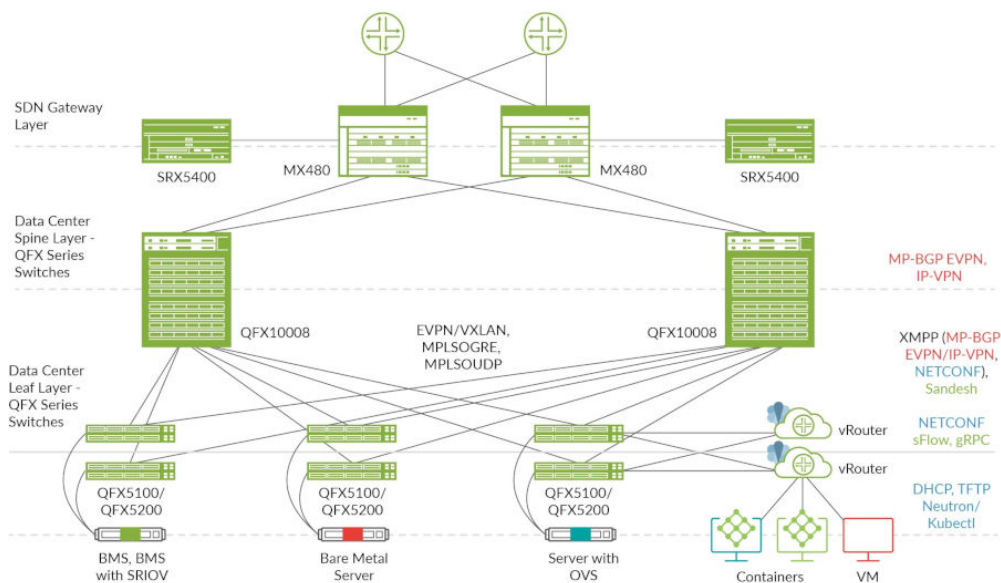 SDN Gateway
Layer
SRX5400
MX480
MX480
SRX5400
Data Center
Spine Layer -
QFX Series
Switches
MP-BGP EVPN,
IP-VPN
QFX10008
EVPN/VXLAN,
MPLSOGRE,
MPLSOUDP
QFX10008
XMPP (MP-BGP
EVPN/IP-VPN,
NETCONF),
Sandesh
Data Center
Leaf Layer -
QFX Series
Switches
vRouter
NETCONF
sFlow, gRPC
vRouter
QFX5100/
QFX5200
QFX5100/
QFX5200
QFX5100/
QFX5200
DHCP, TFTP
Neutron/
Kubectl
BMS, BMS
with SRIOV
Bare Metal
Server
Server with
OVS
Containers
VM